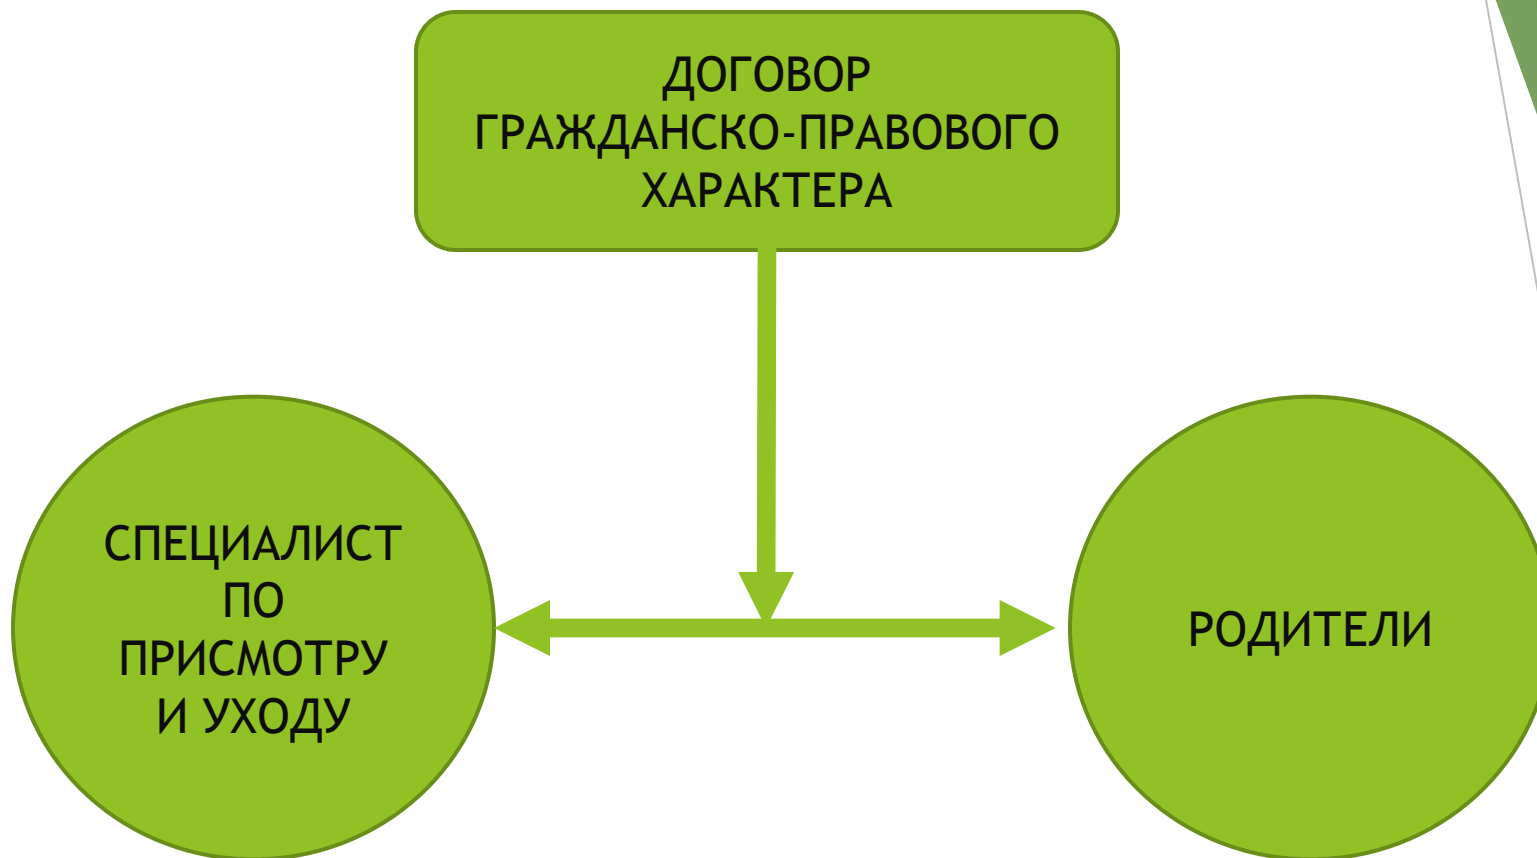 ДОГОВОР
ГРАЖДАНСКО-ПРАВОВОГО
ХАРАКТЕРА
СПЕЦИАЛИСТ
ПО
ПРИСМОТРУ
И УХОДУ
РОДИТЕЛИ